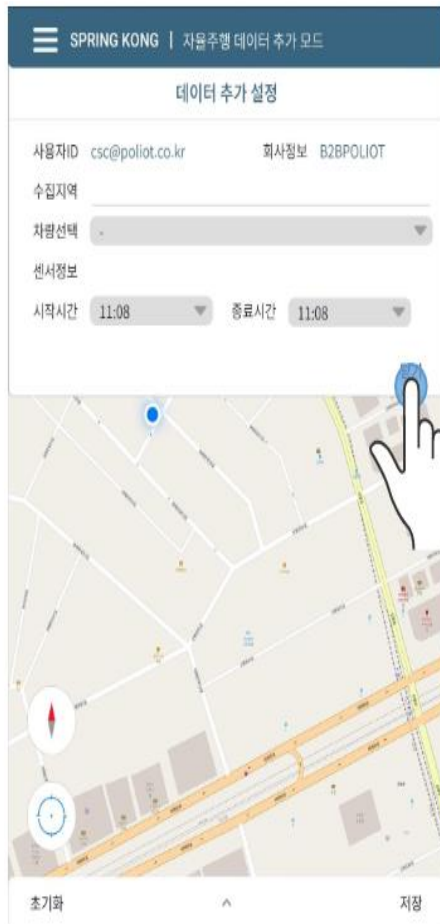 SPRING KONG | 자율주행 데이터 추가 모드
데이터 추가 설정
사용자ID csc@poliot.co.kr 회사정보 B2BPOLIOT
수집지역
차량선택 -
센서정보
시작시간 11:08 종료시간 11:08
초기화 저장